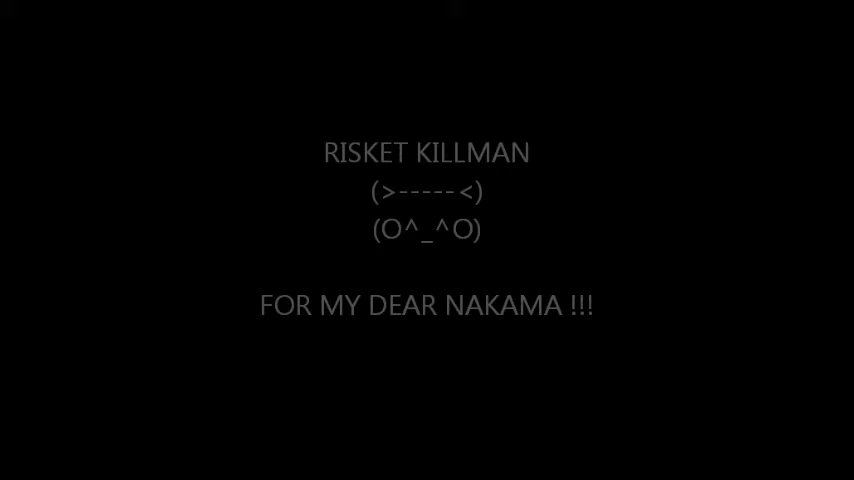 RISKET KILLMAN
(>-----<)
(O^_^O)
FOR MY DEAR NAKAMA !!!